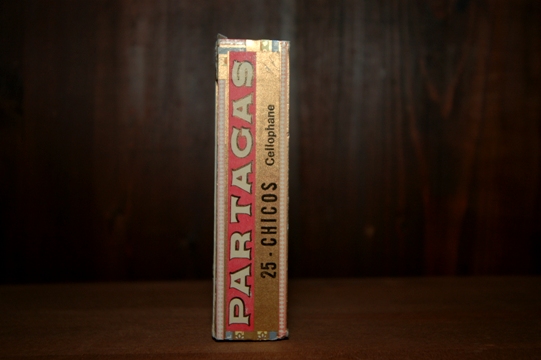 PARTAGAS
25 - CHICOS Cellophane